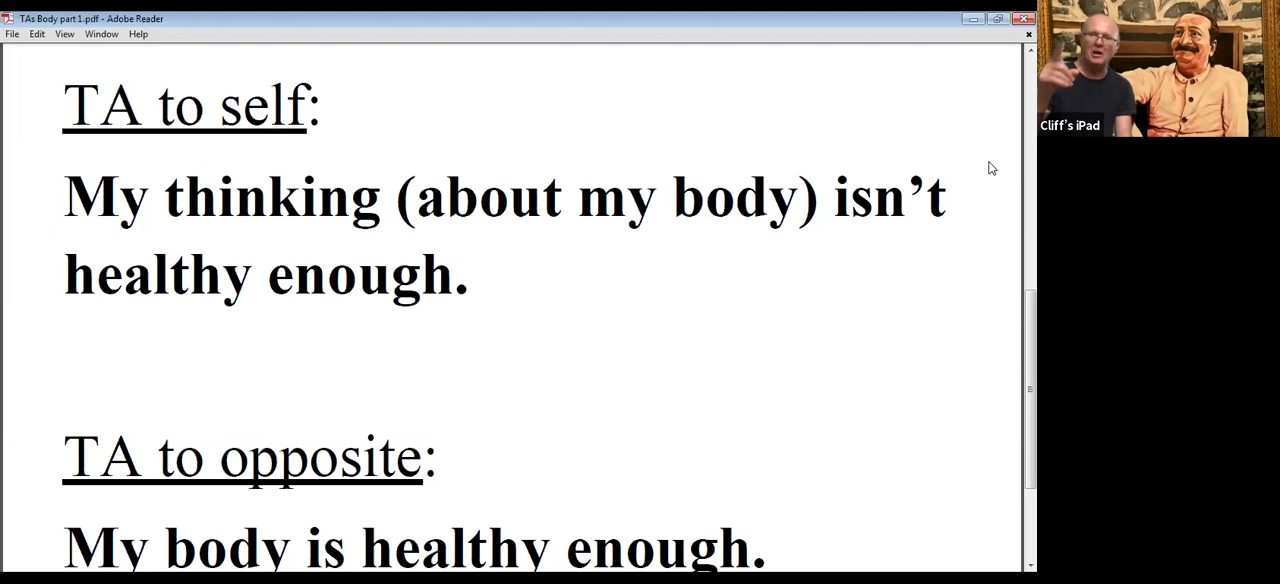 TAs Body part 1.pdf - Adobe Reader
File Edit View Window Help
TA to self:
My thinking (about my body) isn’t
healthy enough.
TA to opposite:
My body is healthy enough.
Cliff’s iPad